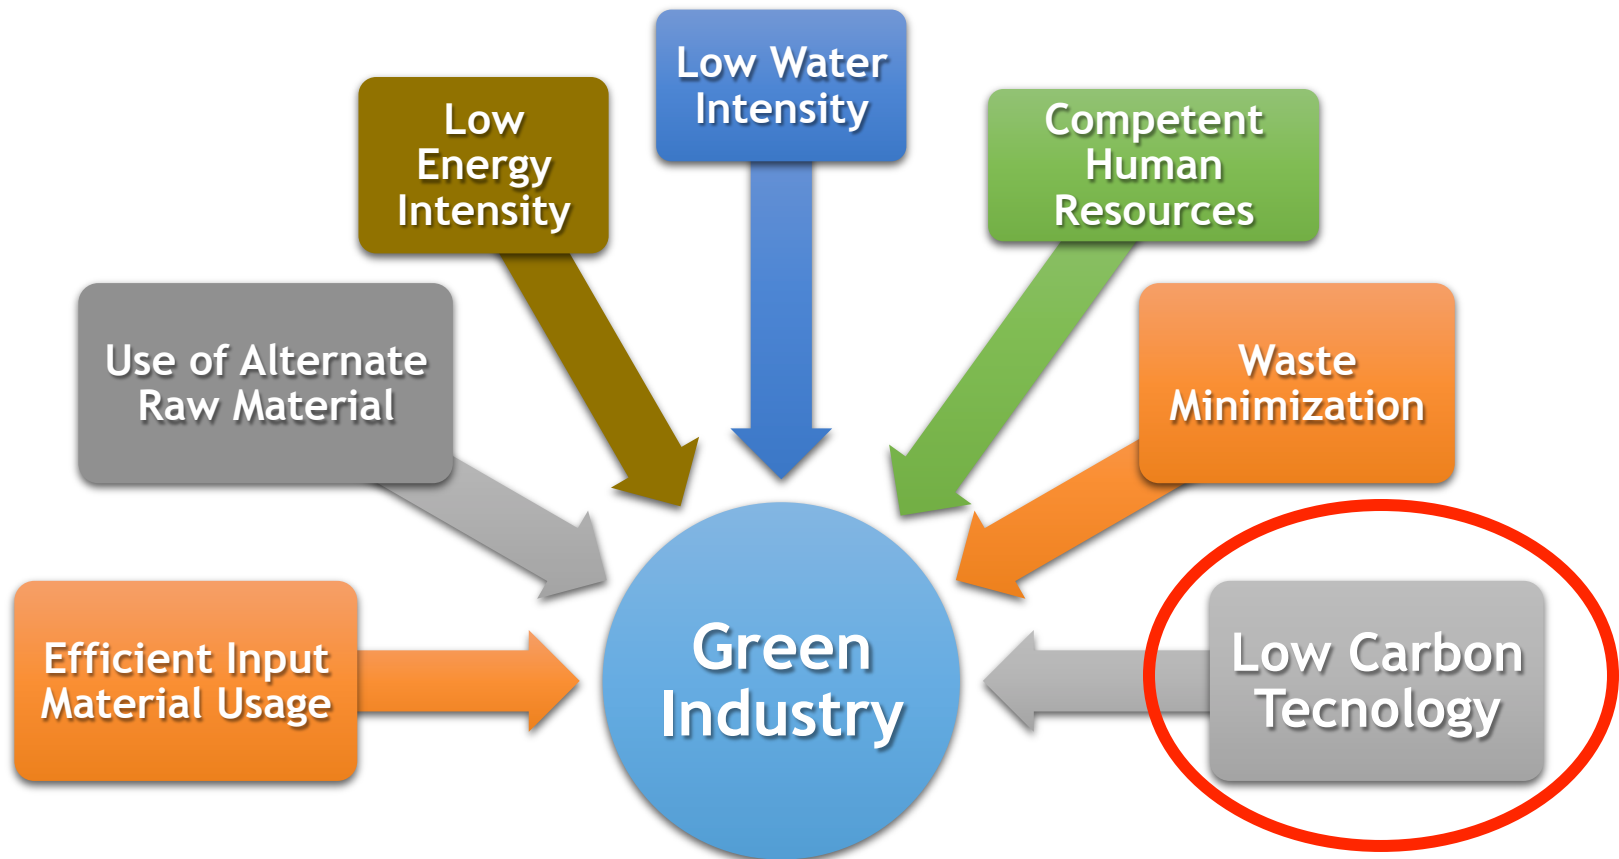 Low Water
Intensity
Low
Energy
Intensity
Competent
Human
Resources
Use of Alternate
Raw Material
Waste
Minimization
Efficient Input
Material Usage
Green
Industry
Low Carbon
Tecnology